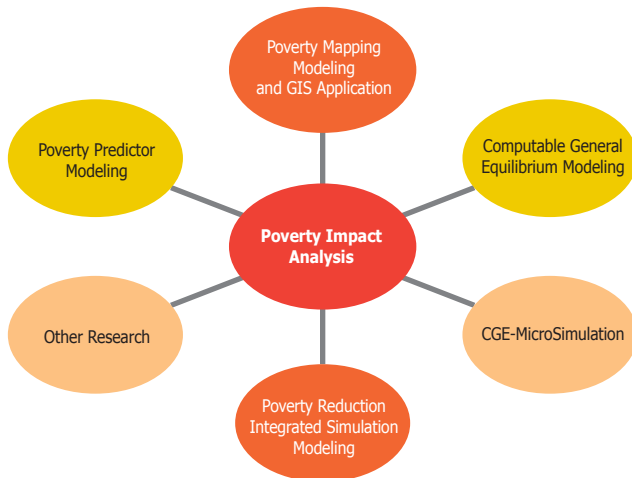 Poverty Mapping
Modeling
and GIS Application
Poverty Predictor
Modeling
Computable General
Equilibrium Modeling
Poverty Impact
Analysis
Other Research
CGE-MicroSimulation
Poverty Reduction
Integrated Simulation
Modeling